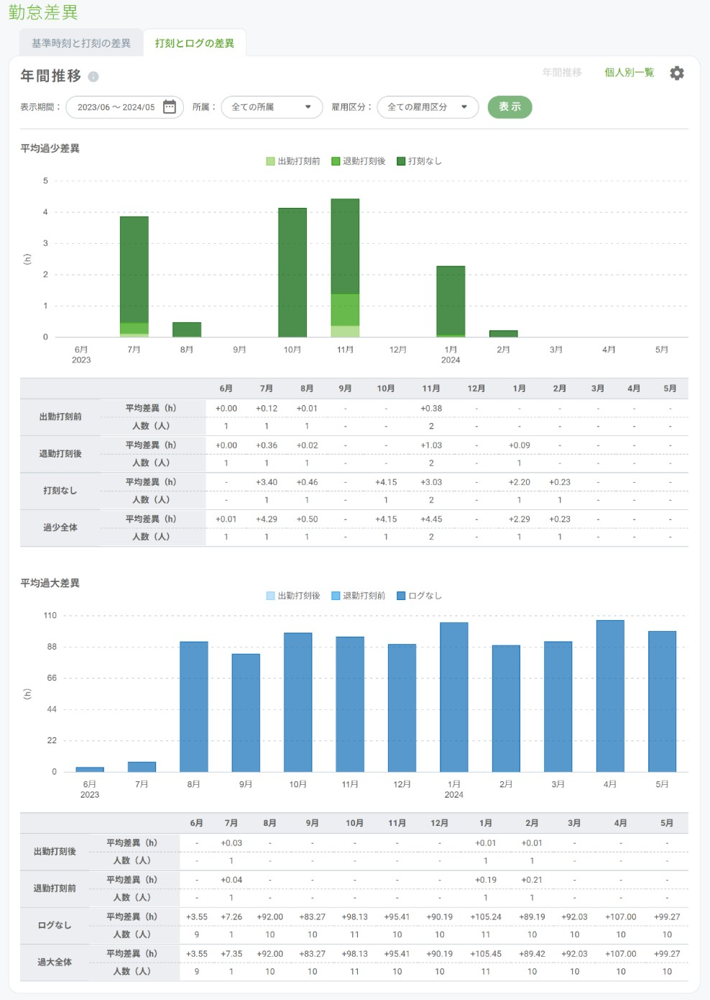 勤怠差異
基準時刻と打刻の差異 打刻とログの差異
年間推移 年間推移 個人別一覧
表示期間： 2023/06 ～ 2024/05 所属： 全ての所属 雇用区分： 全ての雇用区分 表示
平均過少差異
出勤打刻前 退勤打刻後 打刻なし
5
4
3
2
1
0
(h)
6月 7月 8月 9月 10月 11月 12月 1月 2月 3月 4月 5月
2023 2024
6月 7月 8月 9月 10月 11月 12月 1月 2月 3月 4月 5月
出勤打刻前
平均差異（h） +0.00 +0.12 +0.01 - - +0.38 - - - - - -
人数（人） 1 1 1 - - 2 - - - - - -
退勤打刻後
平均差異（h） +0.00 +0.36 +0.02 - - +1.03 - +0.09 - - - -
人数（人） 1 1 1 - - 2 - 1 - - - -
打刻なし
平均差異（h） - +3.40 +0.46 - +4.15 +3.03 - +2.20 +0.23 - - -
人数（人） - 1 1 - 1 2 - 1 1 - - -
過少全体
平均差異（h） +0.01 +4.29 +0.50 - +4.15 +4.45 - +2.29 +0.23 - - -
人数（人） 1 1 1 - 1 2 - 1 1 - - -
平均過大差異
出勤打刻後 退勤打刻前 ログなし
110
88
66
44
22
0
(h)
6月 7月 8月 9月 10月 11月 12月 1月 2月 3月 4月 5月
2023 2024
6月 7月 8月 9月 10月 11月 12月 1月 2月 3月 4月 5月
出勤打刻後
平均差異（h） - +0.03 - - - - - +0.01 +0.01 - - -
人数（人） - 1 - - - - - 1 1 - - -
退勤打刻前
平均差異（h） - +0.04 - - - - - +0.19 +0.21 - - -
人数（人） - 1 - - - - - 1 1 - - -
ログなし
平均差異（h） +3.55 +7.26 +92.00 +83.27 +98.13 +95.41 +90.19 +105.24 +89.19 +92.03 +107.00 +99.27
人数（人） 9 1 10 10 11 10 10 11 10 10 10 10
過大全体
平均差異（h） +3.55 +7.35 +92.00 +83.27 +98.13 +95.41 +90.19 +105.45 +89.42 +92.03 +107.00 +99.27
人数（人） 9 1 10 10 11 10 10 11 10 10 10 10